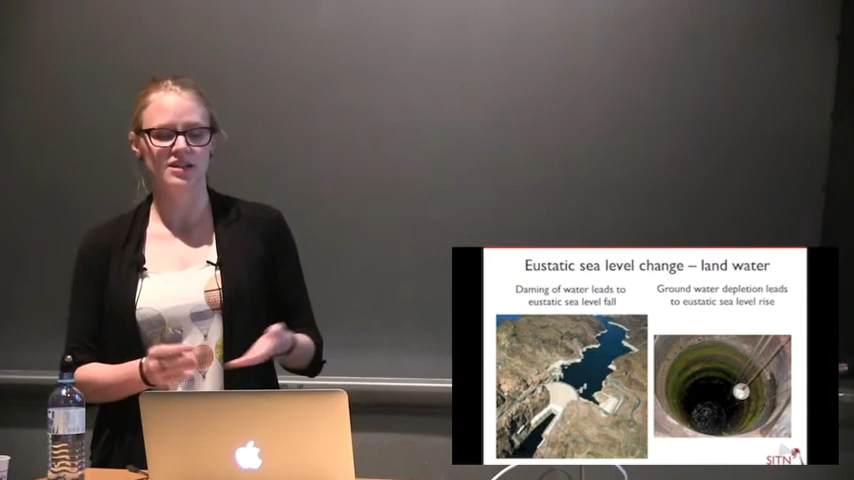 Eustatic sea level change – land water
Daming of water leads to
eustatic sea level fall
Ground water depletion leads
to eustatic sea level rise
SITN